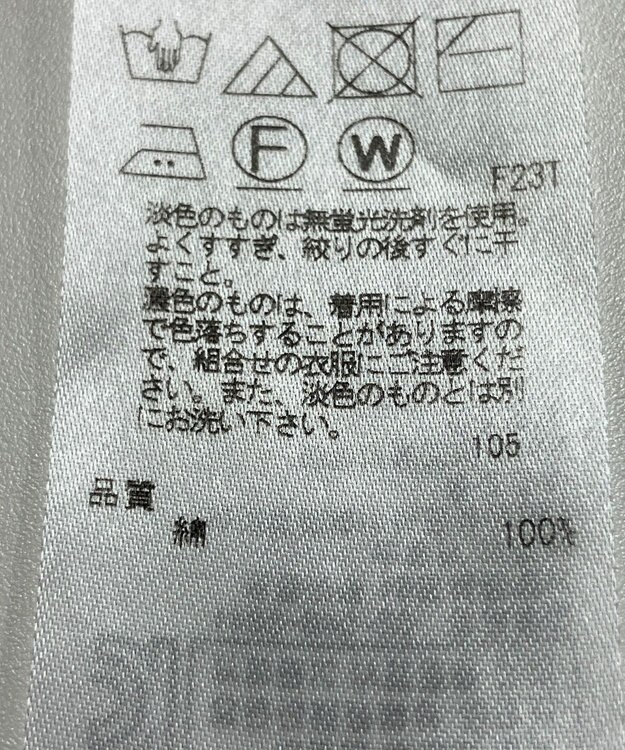 F W
F23T
淡色のものは無蛍光洗剤を使用。
よくすすぎ、絞りの後すぐに干
すこと。
濃色のものは、着用による摩擦
で色落ちすることがありますの
で、組合せの衣服にご注意くだ
さい。また、淡色のものとは別
にお洗い下さい。
105
品質
綿 100%